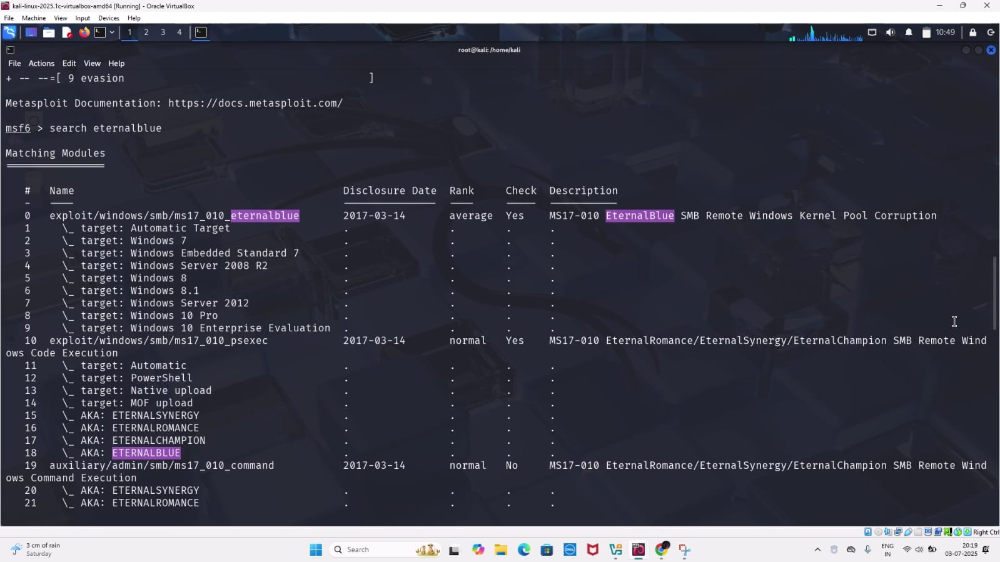 kali-linux-2025.1c-virtualbox-amd64 [Running] - Oracle VirtualBox
File Machine View Input Devices Help
1 2 3 4 10:49
root@kali: /home/kali
File Actions Edit View Help
+ -- --=[ 9 evasion ]
Metasploit Documentation: https://docs.metasploit.com/
msf6 > search eternalblue
Matching Modules
# Name Disclosure Date Rank Check Description
- ---- --------------- ---- ----- -----------
0 exploit/windows/smb/ms17_010_eternalblue 2017-03-14 average Yes MS17-010 EternalBlue SMB Remote Windows Kernel Pool Corruption
1 \_ target: Automatic Target . . . .
2 \_ target: Windows 7 . . . .
3 \_ target: Windows Embedded Standard 7 . . . .
4 \_ target: Windows Server 2008 R2 . . . .
5 \_ target: Windows 8 . . . .
6 \_ target: Windows 8.1 . . . .
7 \_ target: Windows Server 2012 . . . .
8 \_ target: Windows 10 Pro . . . .
9 \_ target: Windows 10 Enterprise Evaluation . . . .
10 exploit/windows/smb/ms17_010_psexec 2017-03-14 normal Yes MS17-010 EternalRomance/EternalSynergy/EternalChampion SMB Remote Wind
ows Code Execution
11 \_ target: Automatic . . . .
12 \_ target: PowerShell . . . .
13 \_ target: Native upload . . . .
14 \_ target: MOF upload . . . .
15 \_ AKA: ETERNALSYNERGY . . . .
16 \_ AKA: ETERNALROMANCE . . . .
17 \_ AKA: ETERNALCHAMPION . . . .
18 \_ AKA: ETERNALBLUE . . . .
19 auxiliary/admin/smb/ms17_010_command 2017-03-14 normal No MS17-010 EternalRomance/EternalSynergy/EternalChampion SMB Remote Wind
ows Command Execution
20 \_ AKA: ETERNALSYNERGY . . . .
21 \_ AKA: ETERNALROMANCE . . . .
Right Ctrl
3 cm of rain
Saturday
Search
ENG
IN
20:19
03-07-2025